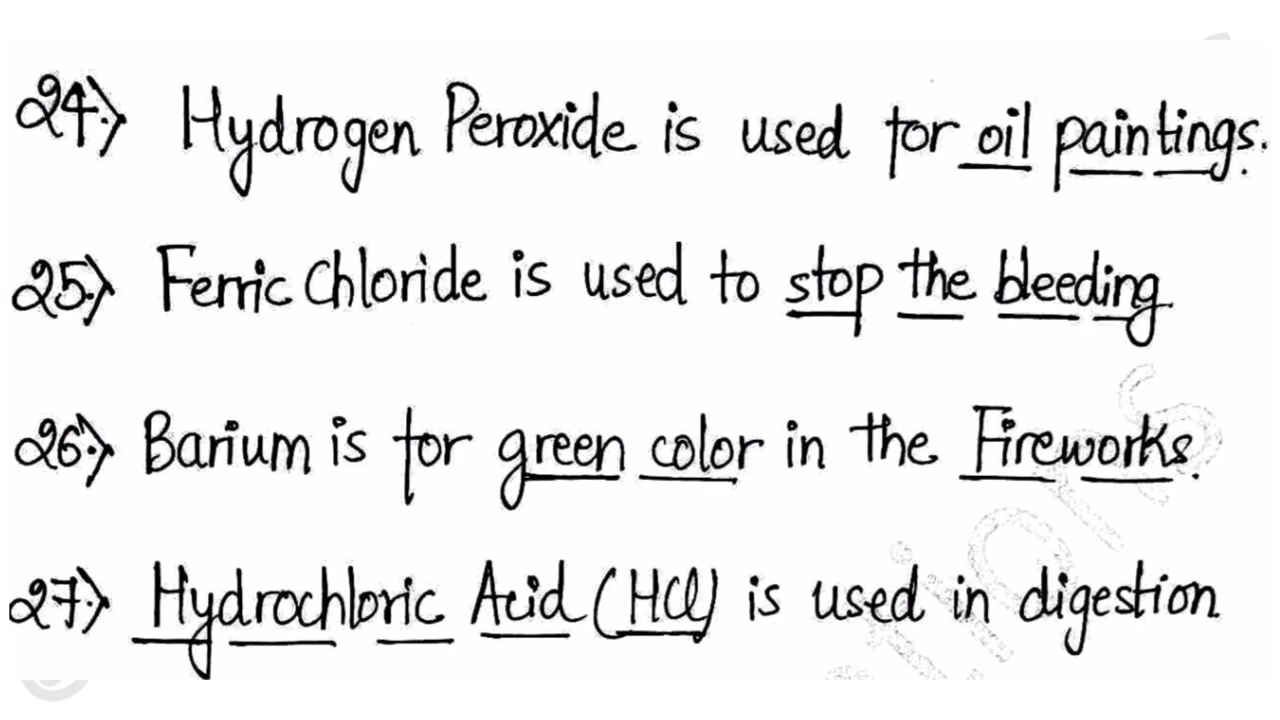 24.) Hydrogen Peroxide is used for oil paintings.
25.) Ferric Chloride is used to stop the bleeding.
26.) Barium is for green color in the Fireworks.
27.) Hydrochloric Acid (HCl) is used in digestion